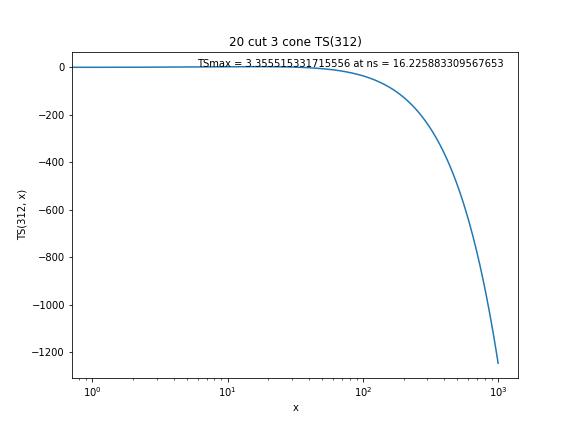 20 cut 3 cone TS(312)
TSmax = 3.355515331715556 at ns = 16.225883309567653
0
−200
−400
−600
−800
−1000
−1200
TS(312, x)
10⁰ 10¹ 10² 10³
x